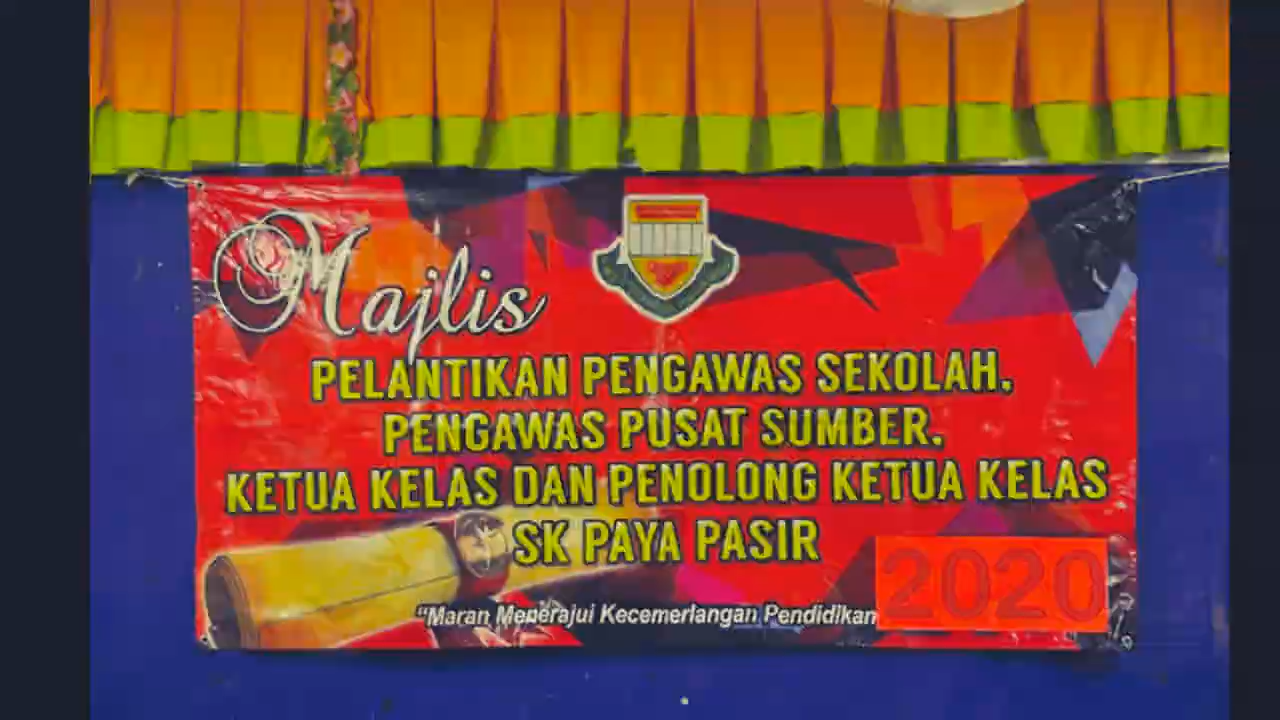 Majlis
PELANTIKAN PENGAWAS SEKOLAH,
PENGAWAS PUSAT SUMBER,
KETUA KELAS DAN PENOLONG KETUA KELAS
SK PAYA PASIR
2020
"Maran Menerajui Kecemerlangan Pendidikan